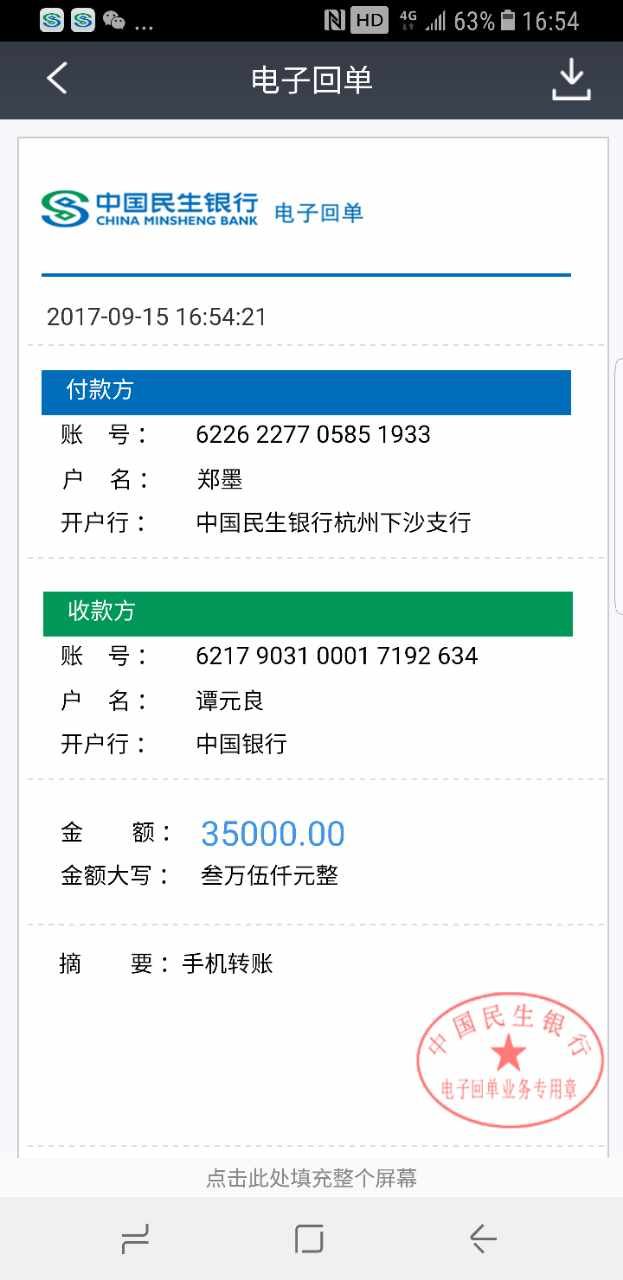 ... HD 4G 63% 16:54
电子回单
中国民生银行 电子回单
CHINA MINSHENG BANK
2017-09-15 16:54:21
付款方
账 号： 6226 2277 0585 1933
户 名： 郑墨
开户行： 中国民生银行杭州下沙支行
收款方
账 号： 6217 9031 0001 7192 634
户 名： 谭元良
开户行： 中国银行
金 额： 35000.00
金额大写： 叁万伍仟元整
摘 要： 手机转账
中国民生银行
电子回单业务专用章
点击此处填充整个屏幕